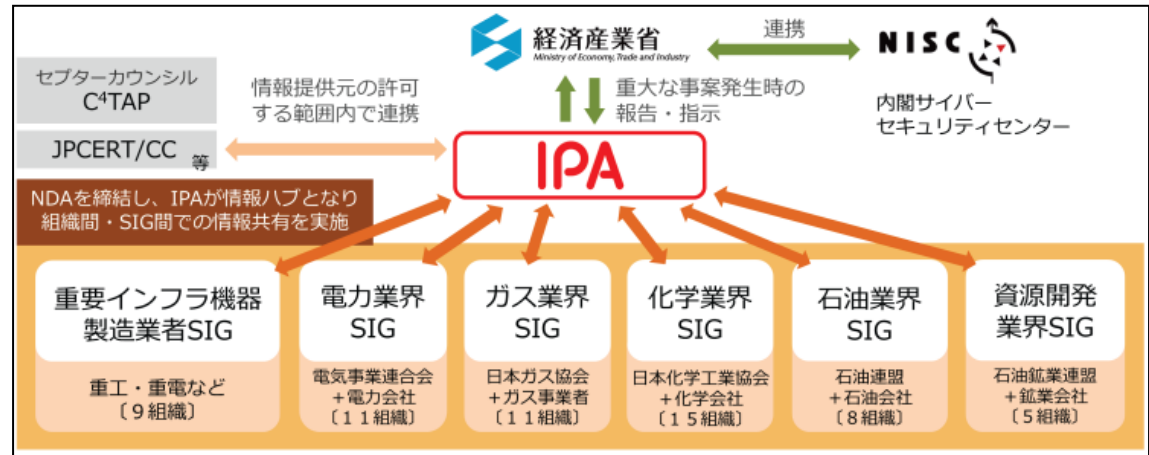 経済産業省
Ministry of Economy, Trade and Industry
連携
NISC
内閣サイバー
セキュリティセンター
セプターカウンシル
C⁴TAP
JPCERT/CC 等
情報提供元の許可
する範囲内で連携
重大な事案発生時の
報告・指示
IPA
NDAを締結し、IPAが情報ハブとなり
組織間・SIG間での情報共有を実施
重要インフラ機器
製造業者SIG
重工・重電など
〔9組織〕
電力業界
SIG
電気事業連合会
+電力会社
〔11組織〕
ガス業界
SIG
日本ガス協会
+ガス事業者
〔11組織〕
化学業界
SIG
日本化学工業協会
+化学会社
〔15組織〕
石油業界
SIG
石油連盟
+石油会社
〔8組織〕
資源開発
業界SIG
石油鉱業連盟
+鉱業会社
〔5組織〕